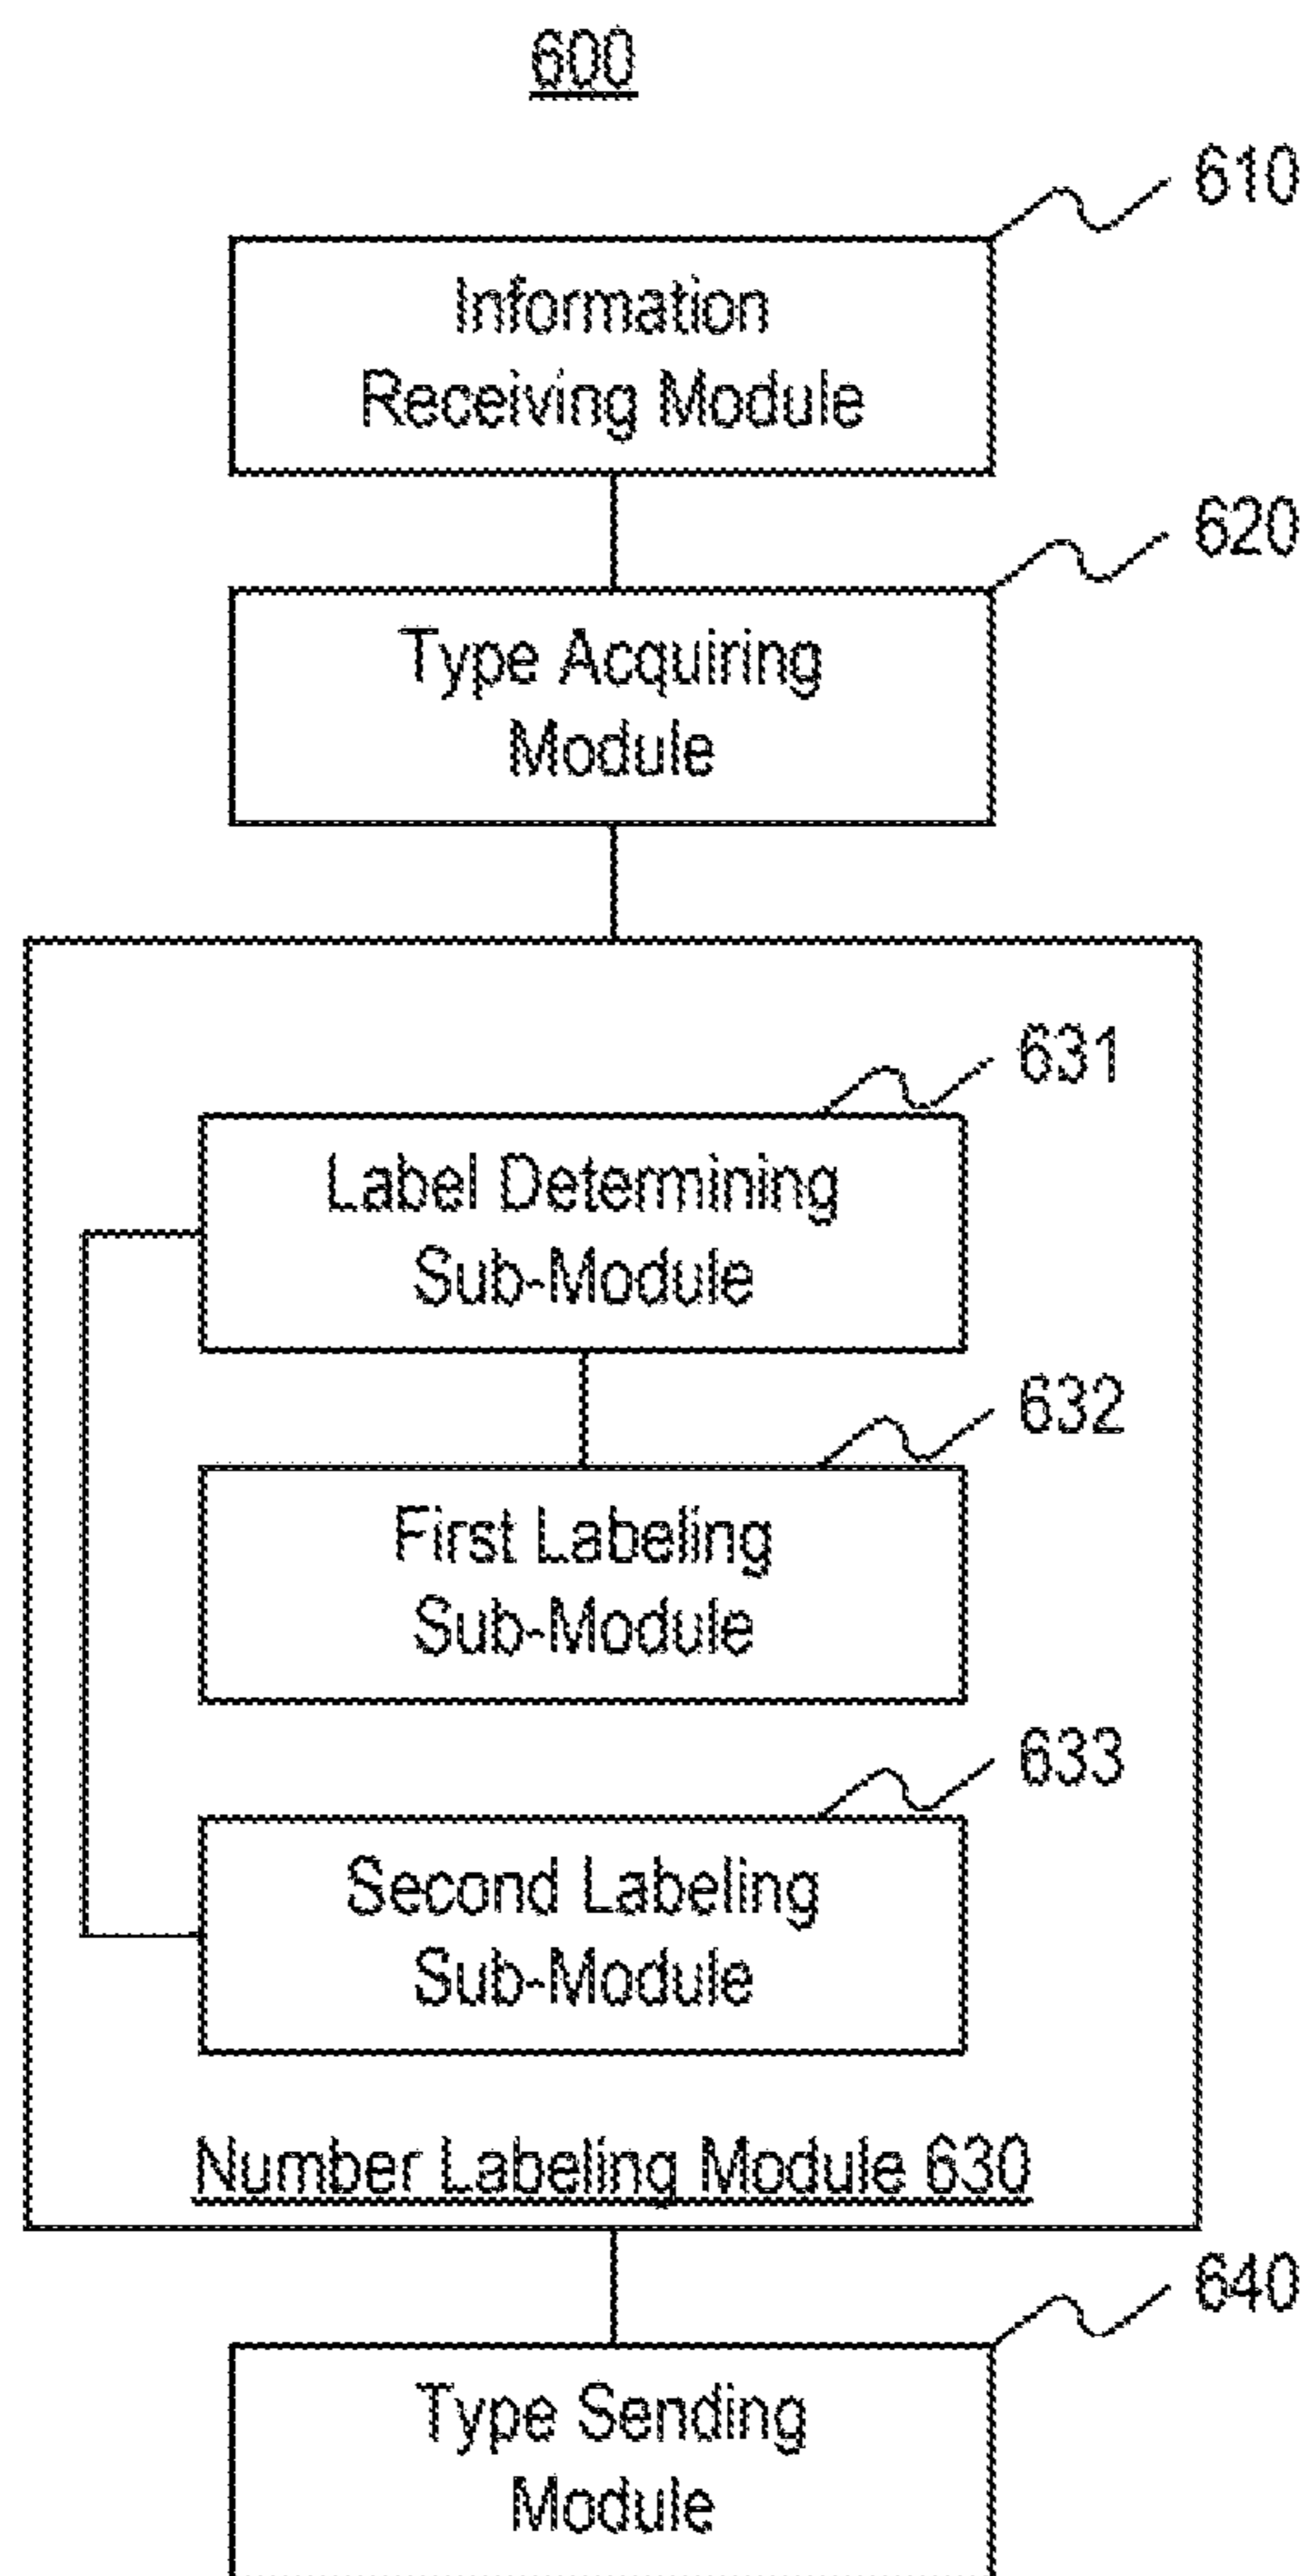 600
610
Information
Receiving Module
620
Type Acquiring
Module
631
Label Determining
Sub-Module
632
First Labeling
Sub-Module
633
Second Labeling
Sub-Module
Number Labeling Module 630
640
Type Sending
Module